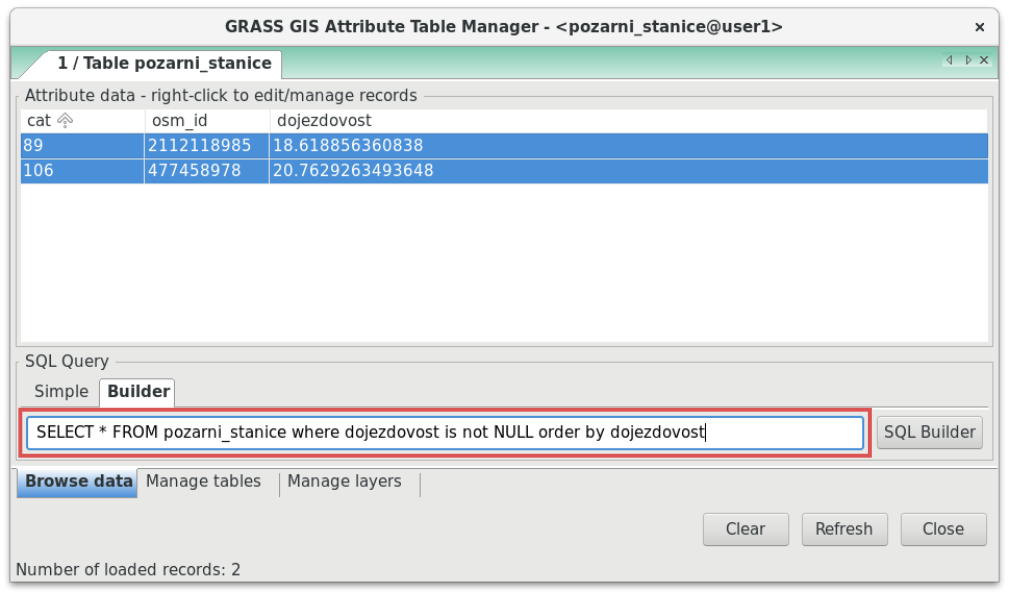 GRASS GIS Attribute Table Manager - <pozarni_stanice@user1>
1 / Table pozarni_stanice
Attribute data - right-click to edit/manage records
cat osm_id dojezdovost
89 2112118985 18.618856360838
106 477458978 20.7629263493648
SQL Query
Simple Builder
SELECT * FROM pozarni_stanice where dojezdovost is not NULL order by dojezdovost
SQL Builder
Browse data Manage tables Manage layers
Clear Refresh Close
Number of loaded records: 2